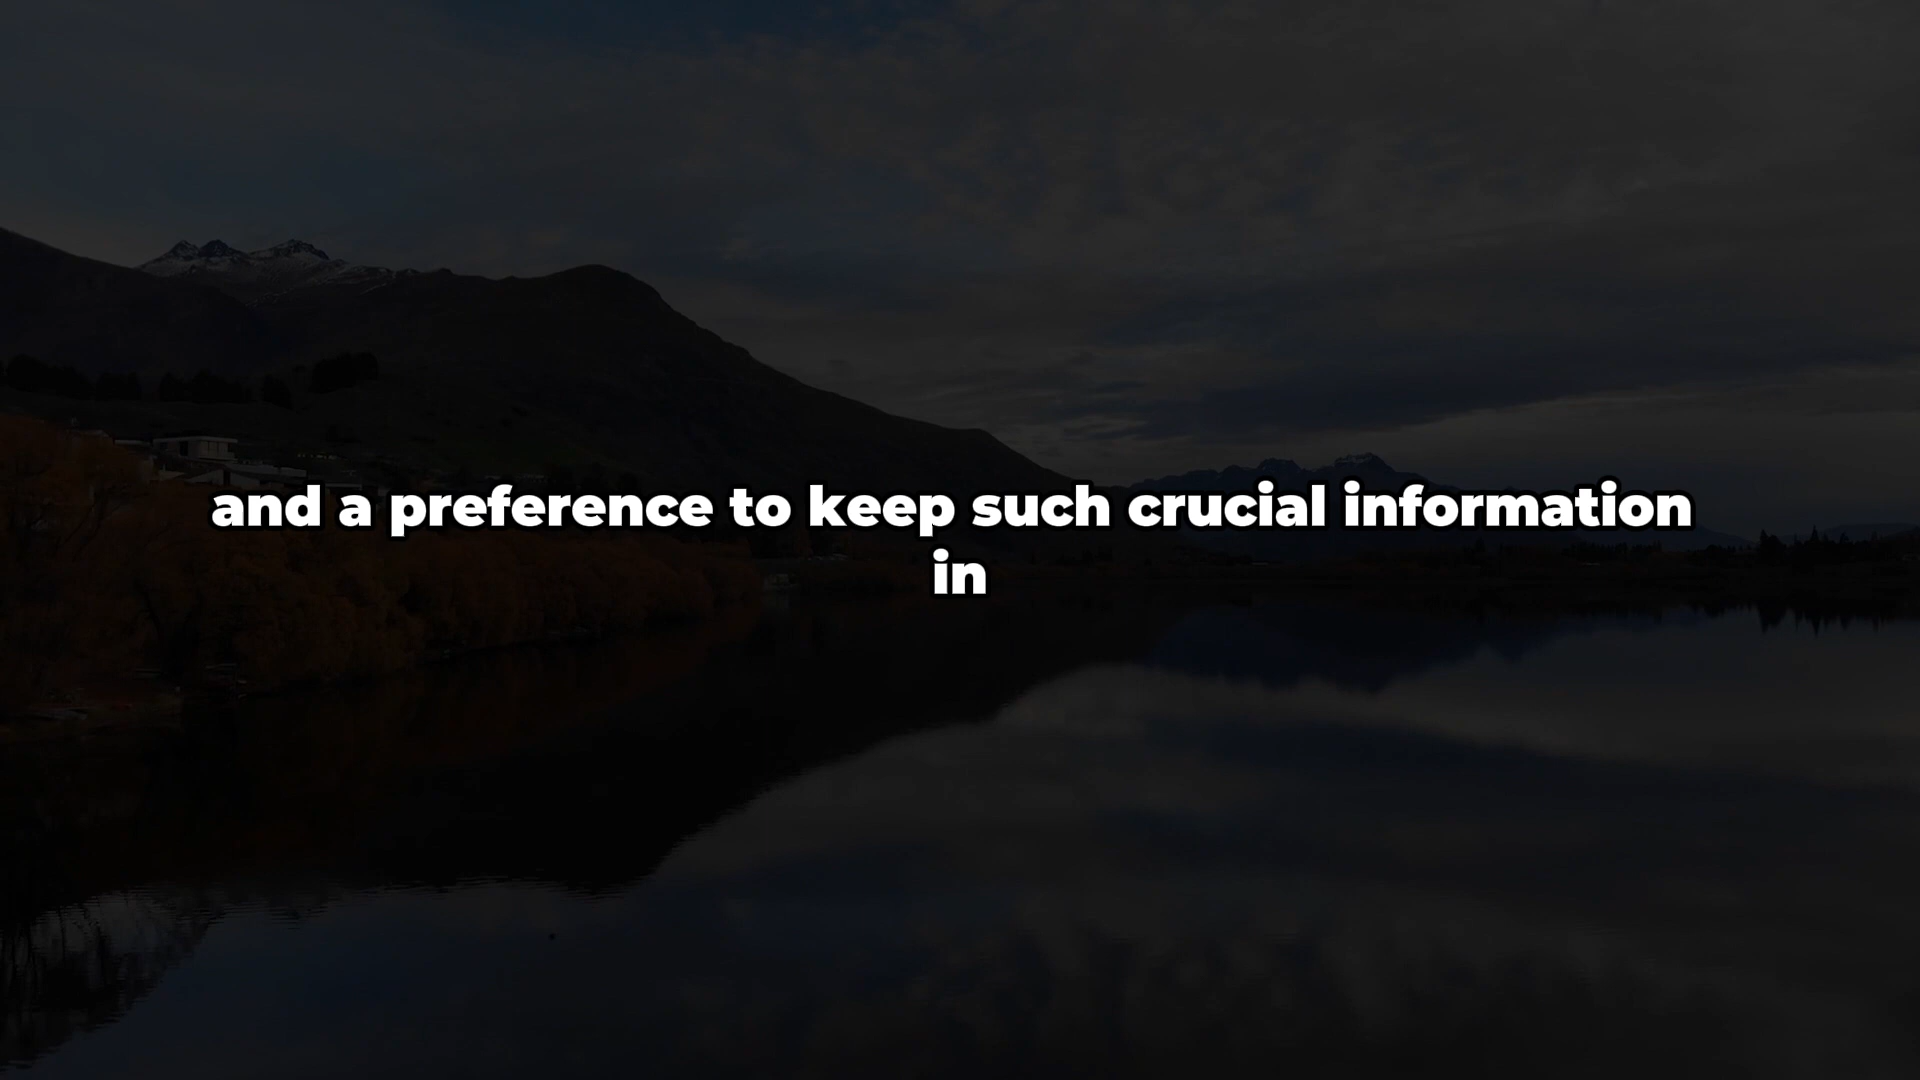 and a preference to keep such crucial information
in